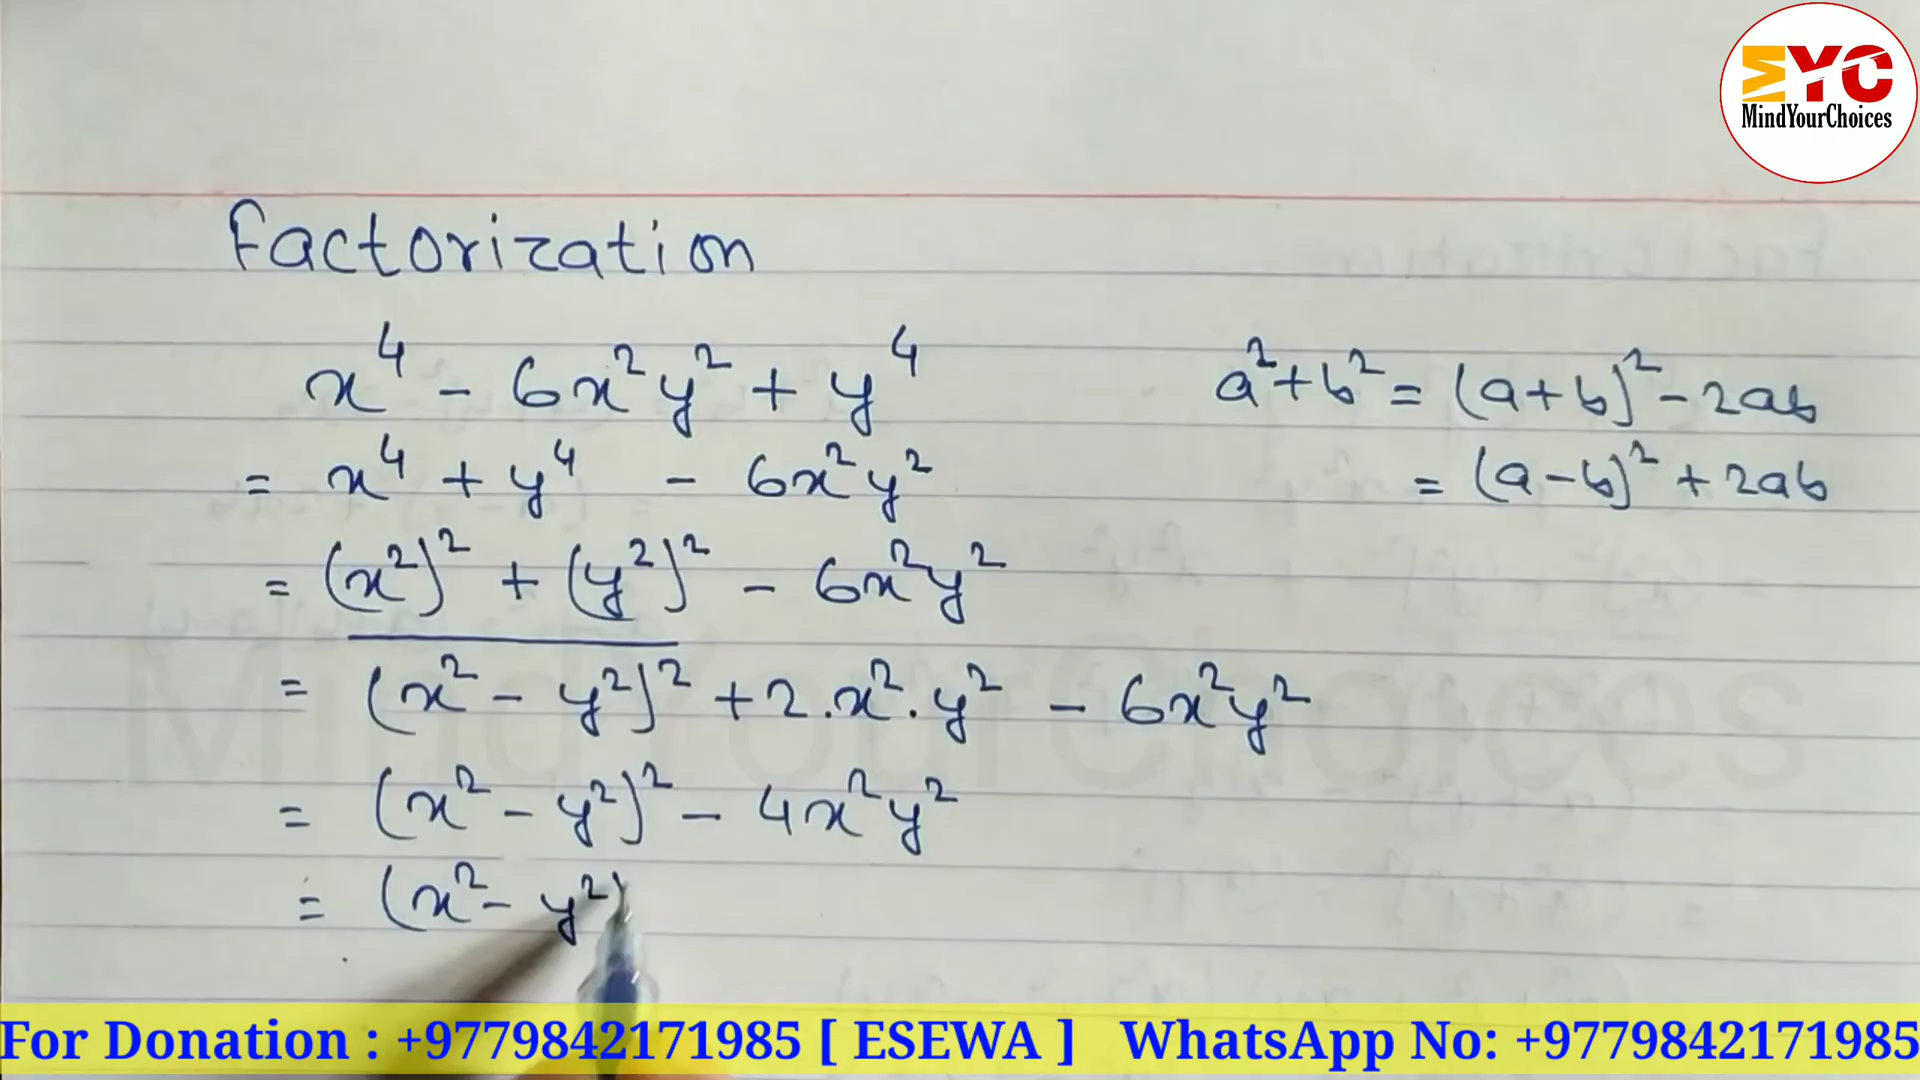 MYC
MindYourChoices
Factorization
x⁴ - 6x²y² + y⁴
= x⁴ + y⁴ - 6x²y²
= (x²)² + (y²)² - 6x²y²
= (x² - y²)² + 2.x².y² - 6x²y²
= (x² - y²)² - 4x²y²
= (x² - y²)
a² + b² = (a+b)² - 2ab
= (a-b)² + 2ab
MindYourChoices
For Donation : +9779842171985 [ ESEWA ] WhatsApp No: +9779842171985